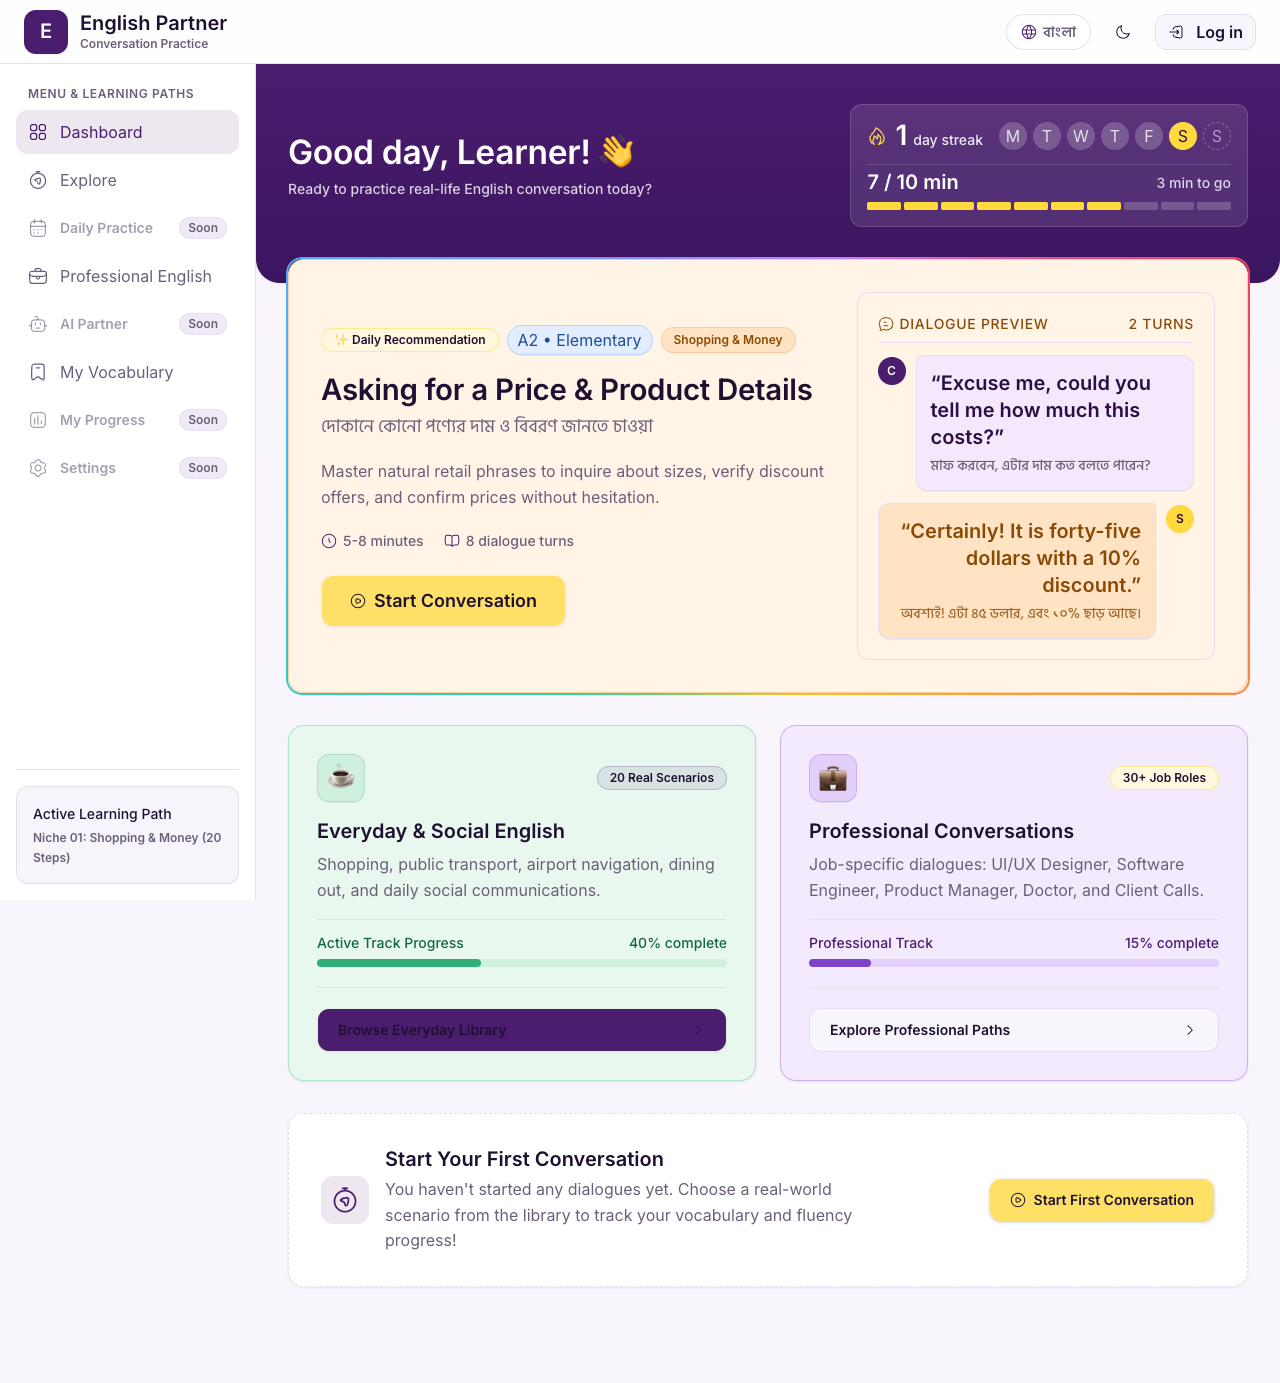 E
English Partner
Conversation Practice
বাংলা
Log in
MENU & LEARNING PATHS
Dashboard
Explore
Daily Practice Soon
Professional English
AI Partner Soon
My Vocabulary
My Progress Soon
Settings Soon
Active Learning Path
Niche 01: Shopping & Money (20
Steps)
Good day, Learner! 👋
Ready to practice real-life English conversation today?
1 day streak M T W T F S S
7 / 10 min 3 min to go
✨ Daily Recommendation A2 • Elementary Shopping & Money
Asking for a Price & Product Details
দোকানে কোনো পণ্যের দাম ও বিবরণ জানতে চাওয়া
Master natural retail phrases to inquire about sizes, verify discount
offers, and confirm prices without hesitation.
5-8 minutes 8 dialogue turns
Start Conversation
DIALOGUE PREVIEW 2 TURNS
C
“Excuse me, could you
tell me how much this
costs?”
মাফ করবেন, এটার দাম কত বলতে পারেন?
S
“Certainly! It is forty-five
dollars with a 10%
discount.”
অবশ্যই! এটা ৪৫ ডলার, এবং ১০% ছাড় আছে।
20 Real Scenarios
Everyday & Social English
Shopping, public transport, airport navigation, dining
out, and daily social communications.
Active Track Progress 40% complete
Browse Everyday Library
30+ Job Roles
Professional Conversations
Job-specific dialogues: UI/UX Designer, Software
Engineer, Product Manager, Doctor, and Client Calls.
Professional Track 15% complete
Explore Professional Paths
Start Your First Conversation
You haven't started any dialogues yet. Choose a real-world
scenario from the library to track your vocabulary and fluency
progress!
Start First Conversation